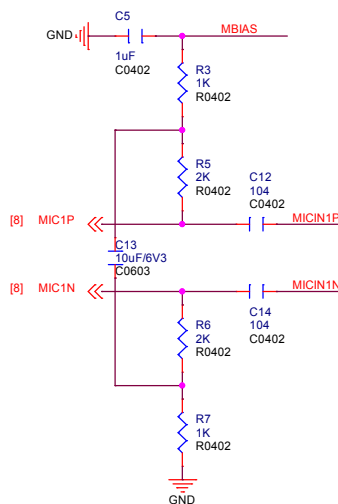 C5
GND
MBIAS
1uF
C0402
R3
1K
R0402
R5
2K
R0402
C12
104
C0402
[8] MIC1P
MICIN1P
C13
10uF/6V3
C0603
[8] MIC1N
MICIN1N
C14
104
C0402
R6
2K
R0402
R7
1K
R0402
GND